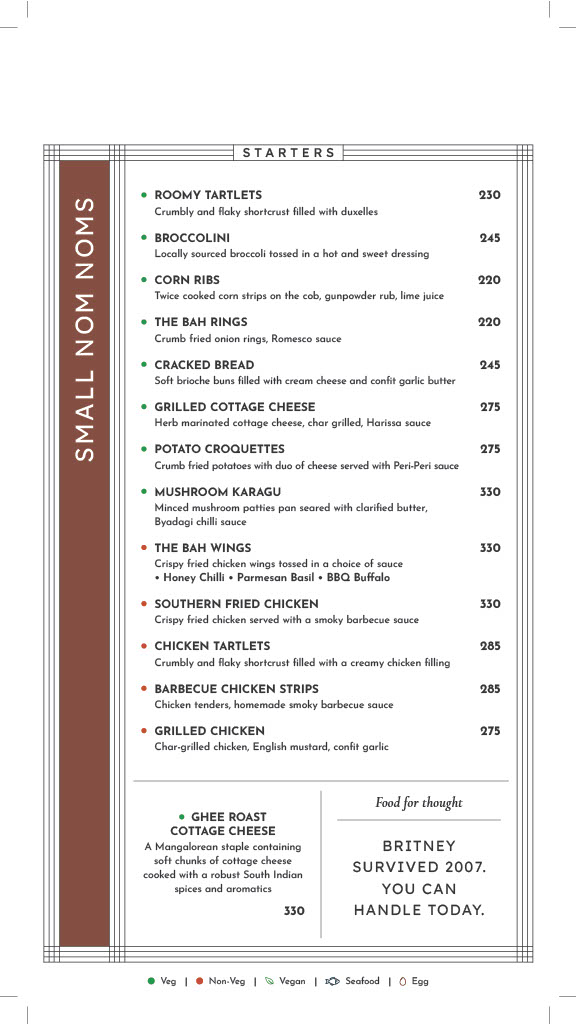 STARTERS
SMALL NOM NOMS
ROOMY TARTLETS 230
Crumbly and flaky shortcrust filled with duxelles
BROCCOLINI 245
Locally sourced broccoli tossed in a hot and sweet dressing
CORN RIBS 220
Twice cooked corn strips on the cob, gunpowder rub, lime juice
THE BAH RINGS 220
Crumb fried onion rings, Romesco sauce
CRACKED BREAD 245
Soft brioche buns filled with cream cheese and confit garlic butter
GRILLED COTTAGE CHEESE 275
Herb marinated cottage cheese, char grilled, Harissa sauce
POTATO CROQUETTES 275
Crumb fried potatoes with duo of cheese served with Peri-Peri sauce
MUSHROOM KARAGU 330
Minced mushroom patties pan seared with clarified butter,
Byadagi chilli sauce
THE BAH WINGS 330
Crispy fried chicken wings tossed in a choice of sauce
• Honey Chilli • Parmesan Basil • BBQ Buffalo
SOUTHERN FRIED CHICKEN 330
Crispy fried chicken served with a smoky barbecue sauce
CHICKEN TARTLETS 285
Crumbly and flaky shortcrust filled with a creamy chicken filling
BARBECUE CHICKEN STRIPS 285
Chicken tenders, homemade smoky barbecue sauce
GRILLED CHICKEN 275
Char-grilled chicken, English mustard, confit garlic
GHEE ROAST
COTTAGE CHEESE
A Mangalorean staple containing
soft chunks of cottage cheese
cooked with a robust South Indian
spices and aromatics
330
Food for thought
BRITNEY
SURVIVED 2007.
YOU CAN
HANDLE TODAY.
Veg | Non-Veg | Vegan | Seafood | Egg